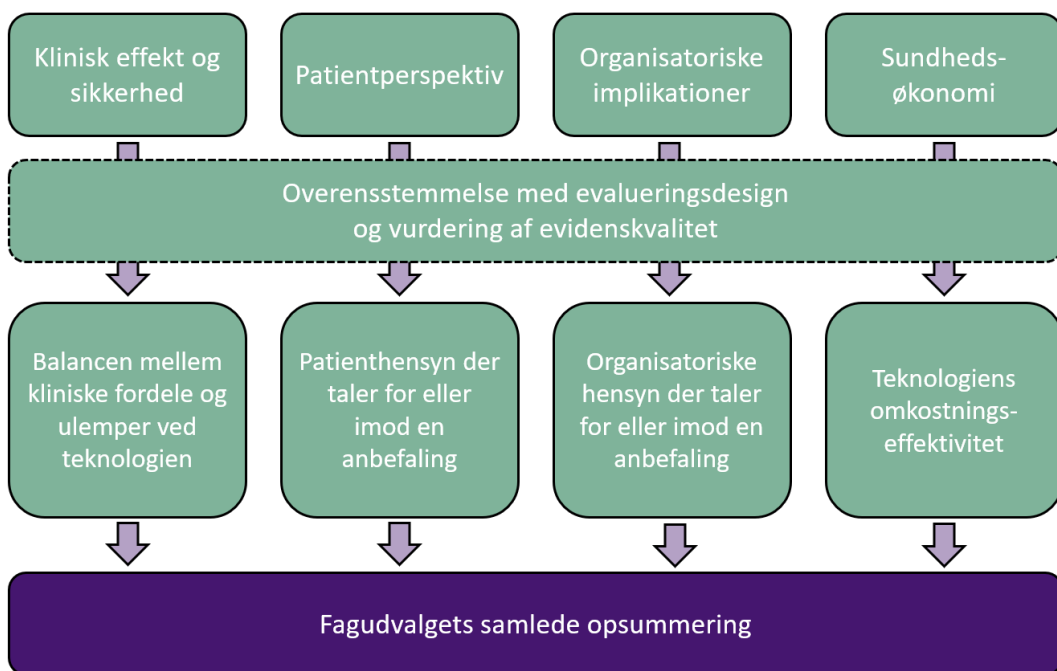 Klinisk effekt og
sikkerhed
Patientperspektiv
Organisatoriske
implikationer
Sundheds-
økonomi
Overensstemmelse med evalueringsdesign
og vurdering af evidenskvalitet
Balancen mellem
kliniske fordele og
ulemper ved
teknologien
Patienthensyn der
taler for eller
imod en
anbefaling
Organisatoriske
hensyn der taler
for eller imod en
anbefaling
Teknologiens
omkostnings-
effektivitet
Fagudvalgets samlede opsummering